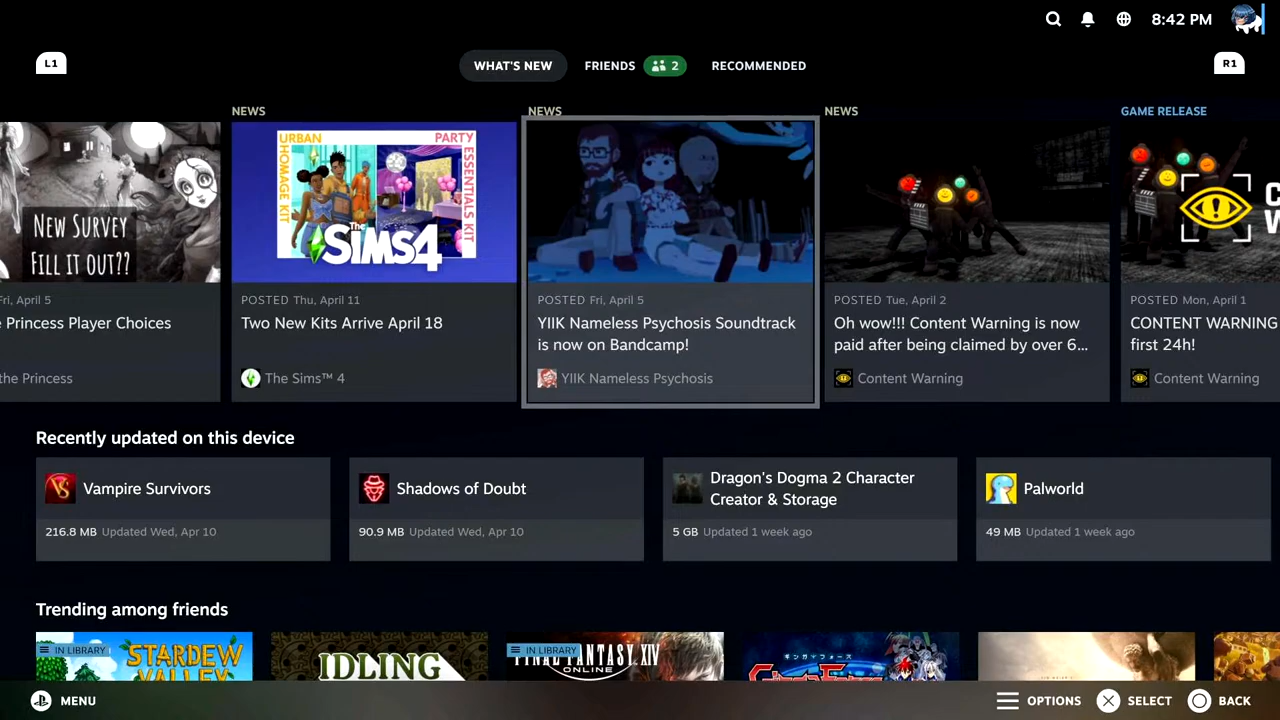 8:42 PM
L1
WHAT'S NEW
FRIENDS
2
RECOMMENDED
R1
NEWS
NEWS
NEWS
GAME RELEASE
NEW SURVEY
FILL IT OUT??
URBAN
HOMAGE KIT
PARTY
ESSENTIALS KIT
The
SIMS4
Fri, April 5
Princess Player Choices
the Princess
POSTED Thu, April 11
Two New Kits Arrive April 18
The Sims™ 4
POSTED Fri, April 5
YIIK Nameless Psychosis Soundtrack
is now on Bandcamp!
YIIK Nameless Psychosis
POSTED Tue, April 2
Oh wow!!! Content Warning is now
paid after being claimed by over 6...
Content Warning
POSTED Mon, April 1
CONTENT WARNING
first 24h!
Content Warning
Recently updated on this device
Vampire Survivors
216.8 MB Updated Wed, Apr 10
Shadows of Doubt
90.9 MB Updated Wed, Apr 10
Dragon's Dogma 2 Character
Creator & Storage
5 GB Updated 1 week ago
Palworld
49 MB Updated 1 week ago
Trending among friends
IN LIBRARY
STARDEW
VALLEY
IDLING
IN LIBRARY
FINAL FANTASY XIV
ONLINE
MENU
OPTIONS
SELECT
BACK